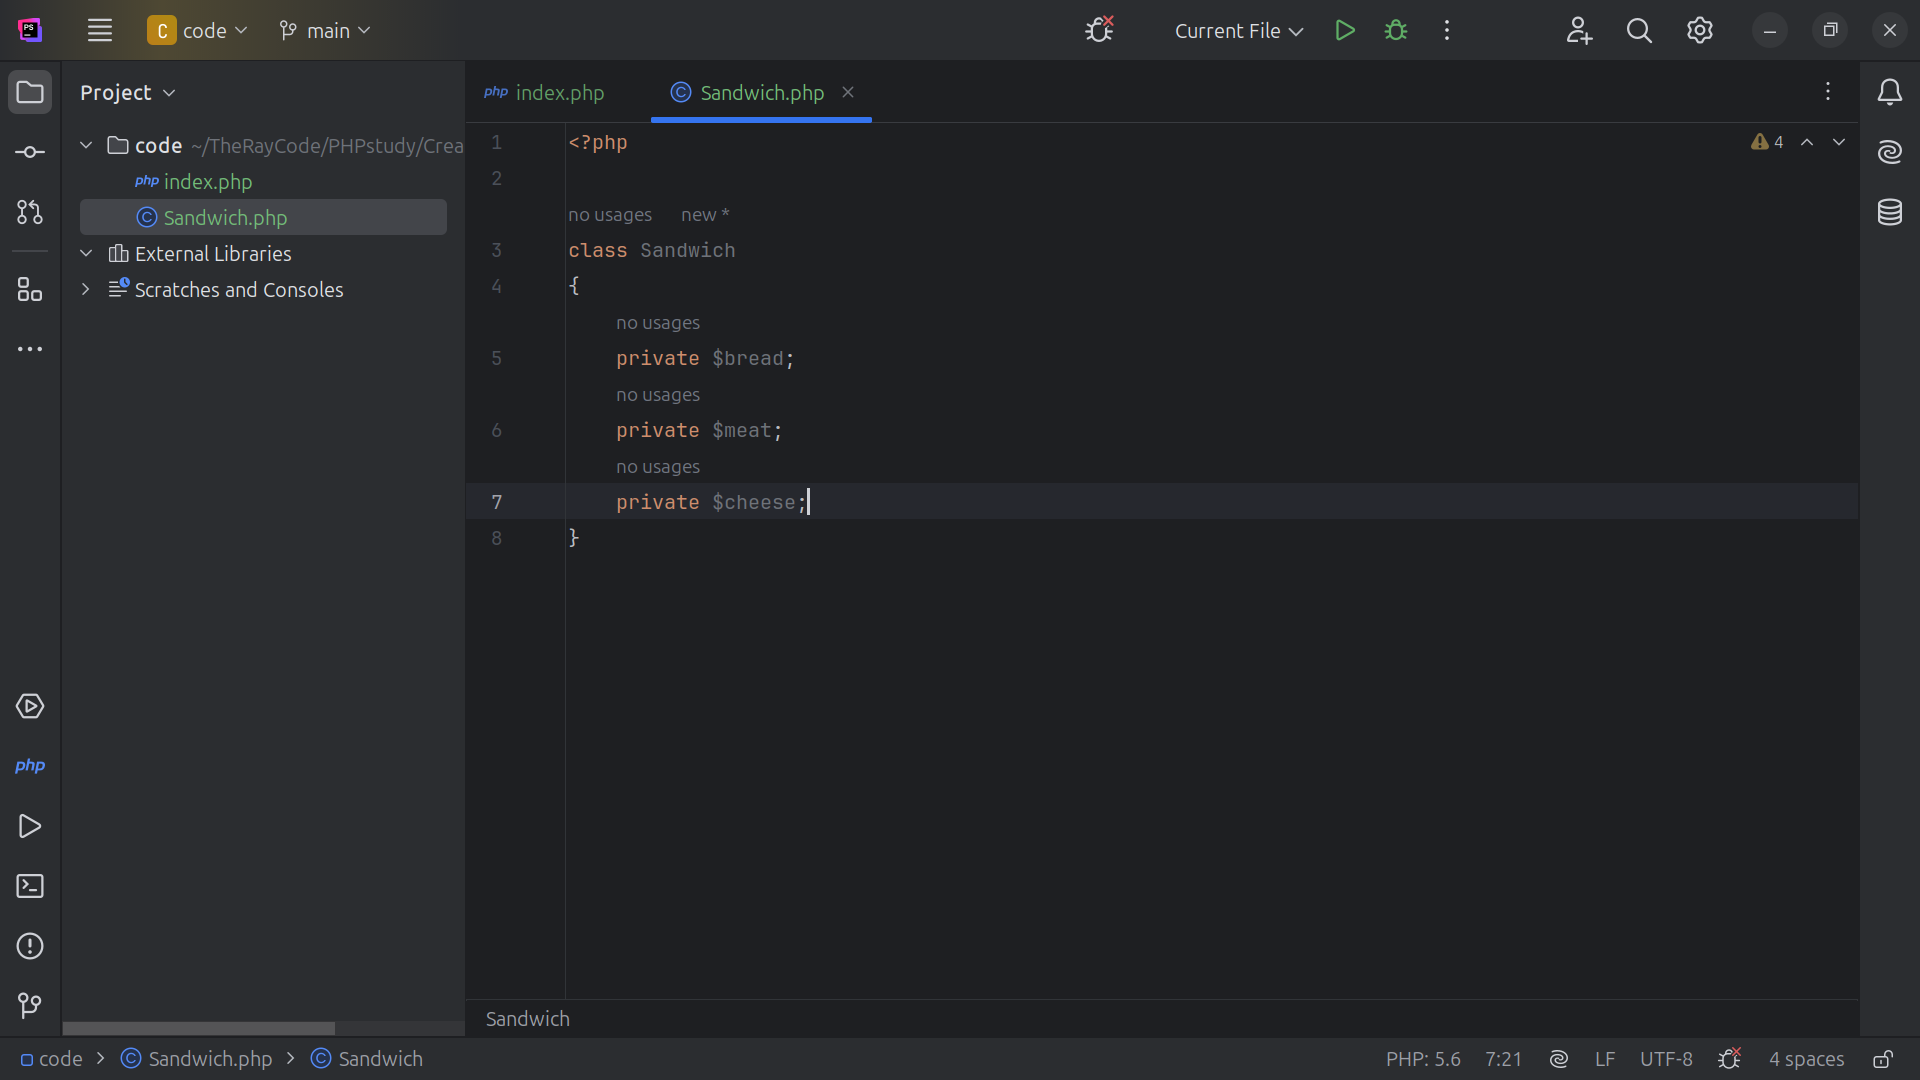 PS
C code
main
Current File
Project
php index.php
C Sandwich.php
code ~/TheRayCode/PHPstudy/Crea
php index.php
C Sandwich.php
External Libraries
Scratches and Consoles
4
1 <?php
2
no usages new *
3 class Sandwich
4 {
no usages
5 private $bread;
no usages
6 private $meat;
no usages
7 private $cheese;
8 }
php
Sandwich
code > C Sandwich.php > C Sandwich
PHP: 5.6 7:21 LF UTF-8 4 spaces